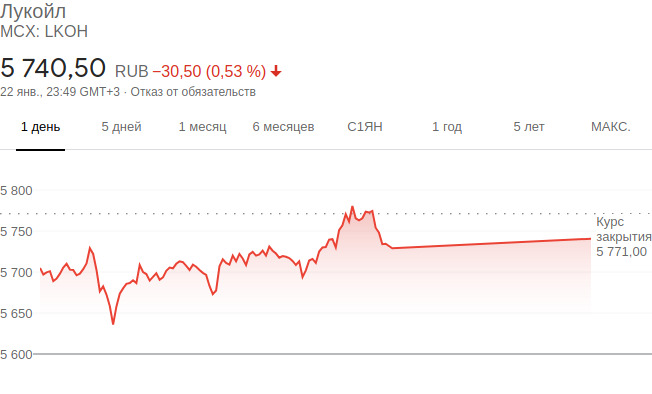 Лукойл
MCX: LKOH
5 740,50 RUB −30,50 (0,53 %)
22 янв., 23:49 GMT+3 · Отказ от обязательств
1 день 5 дней 1 месяц 6 месяцев С1ЯН 1 год 5 лет МАКС.
5 800
5 750
5 700
5 650
5 600
Курс
закрытия
5 771,00